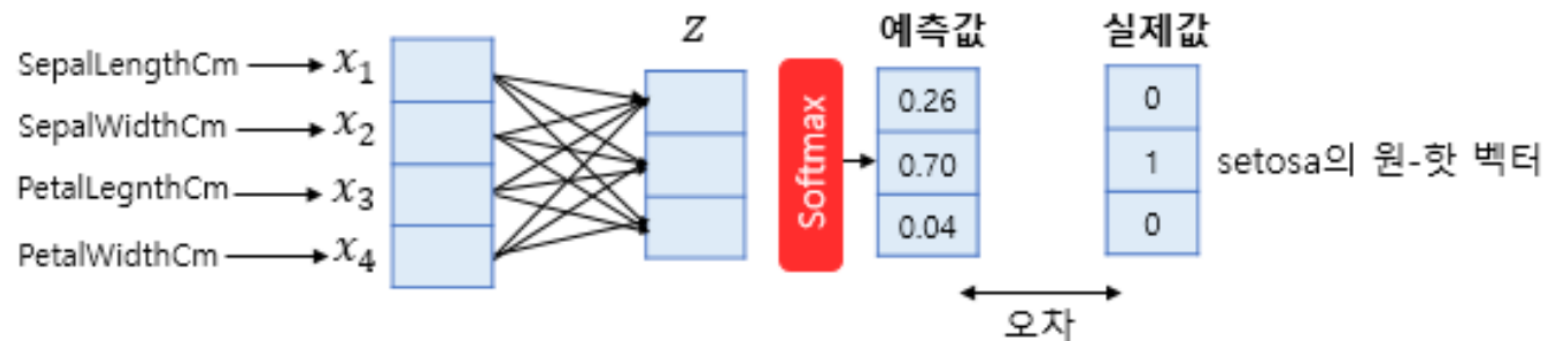 SepalLengthCm x1
SepalWidthCm x2
PetalLegnthCm x3
PetalWidthCm x4
z
Softmax
예측값
0.26
0.70
0.04
실제값
0
1
0
setosa의 원-핫 벡터
오차